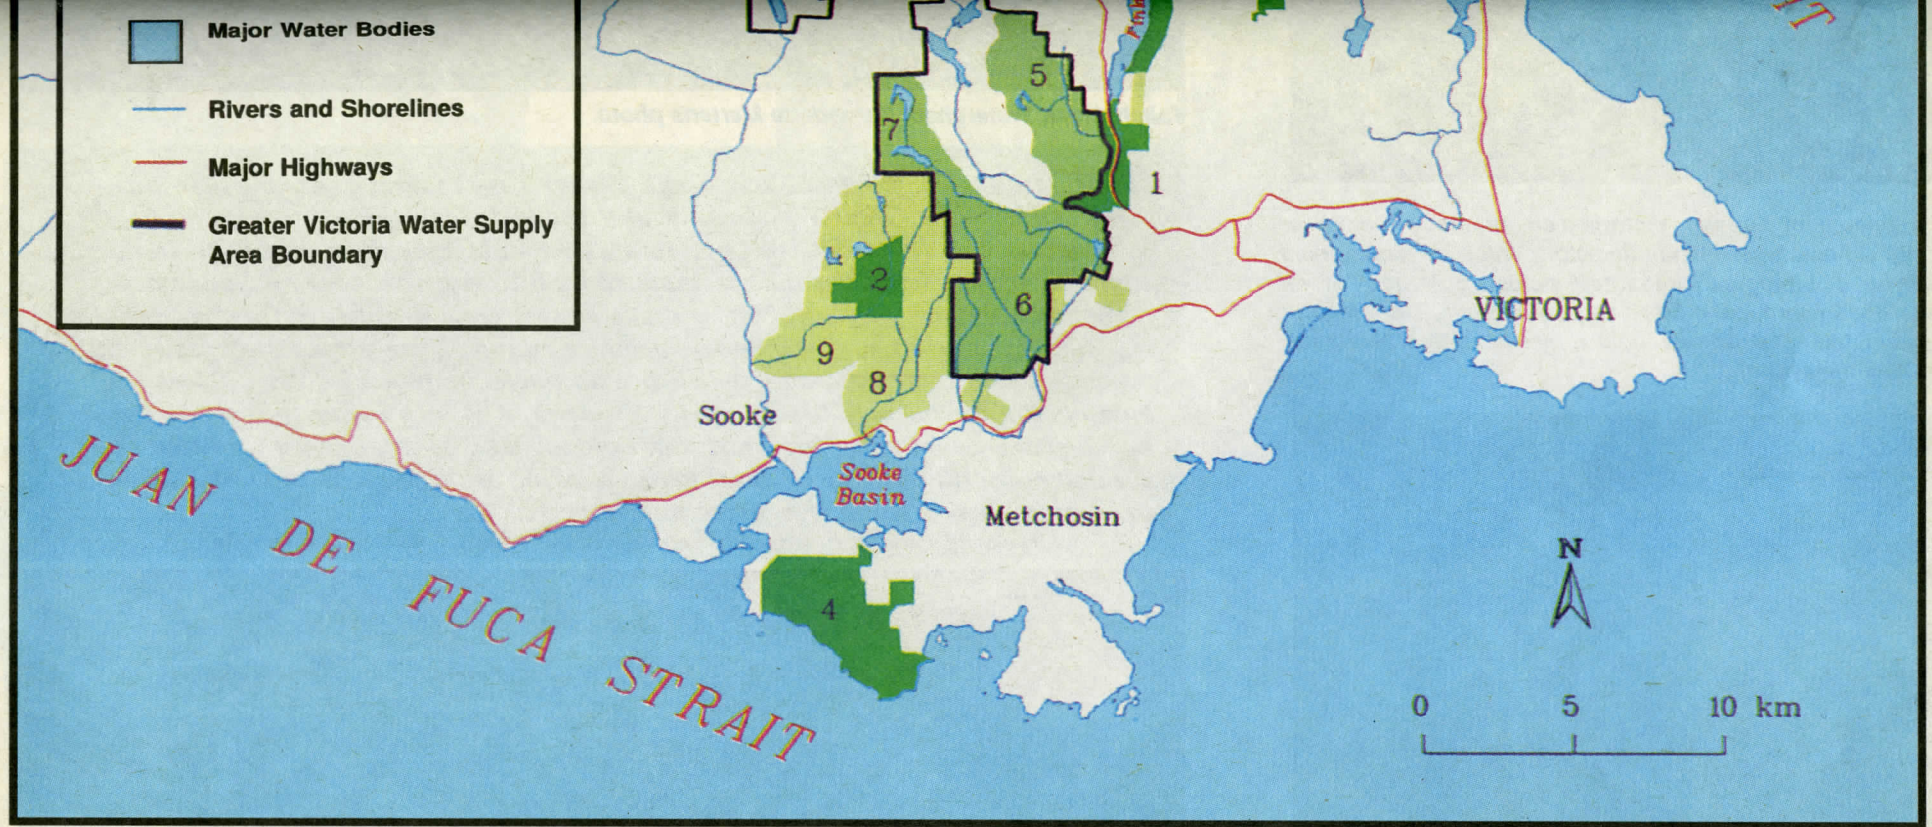 Major Water Bodies
Rivers and Shorelines
Major Highways
Greater Victoria Water Supply
Area Boundary
5
7
1
2
6
9
8
VICTORIA
Sooke
Sooke
Basin
Metchosin
JUAN DE FUCA STRAIT
4
N
0 5 10 km